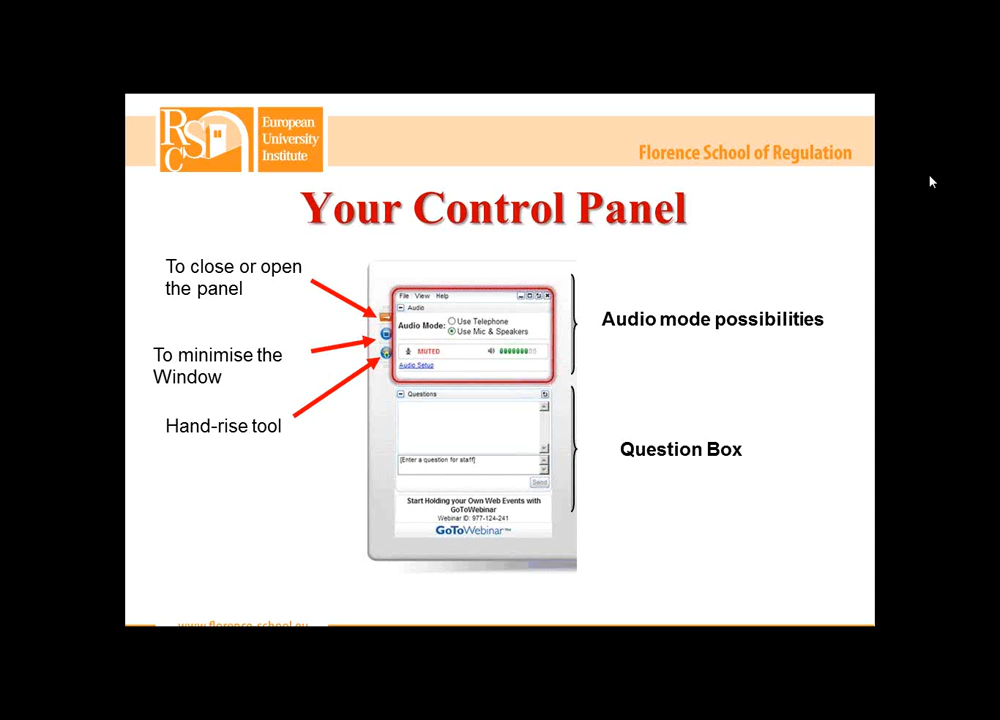 RSC
European
University
Institute
Florence School of Regulation
Your Control Panel
To close or open
the panel
To minimise the
Window
Hand-rise tool
File View Help
Audio
Audio Mode:
Use Telephone
Use Mic & Speakers
MUTED
Audio Setup
Questions
[Enter a question for staff]
Send
Start Holding your Own Web Events with
GoToWebinar
Webinar ID: 977-124-241
GoToWebinar™
Audio mode possibilities
Question Box
www.florence-school.eu